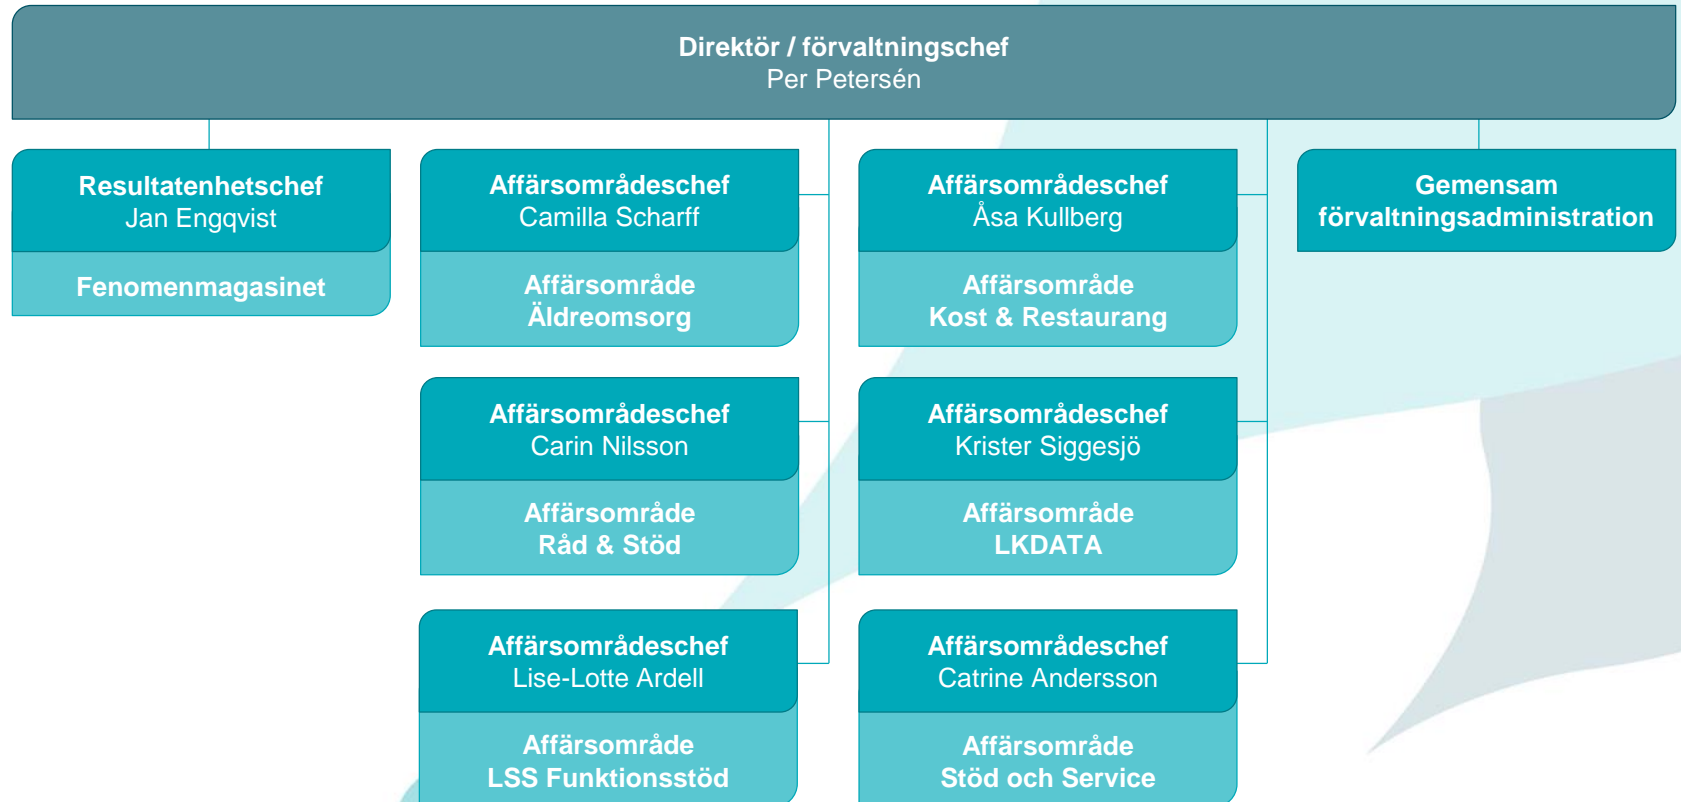 Direktör / förvaltningschef
Per Petersén
Resultatenhetschef
Jan Engqvist
Fenomenmagasinet
Affärsområdeschef
Camilla Scharff
Affärsområde
Äldreomsorg
Affärsområdeschef
Åsa Kullberg
Affärsområde
Kost & Restaurang
Gemensam
förvaltningsadministration
Affärsområdeschef
Carin Nilsson
Affärsområde
Råd & Stöd
Affärsområdeschef
Krister Siggesjö
Affärsområde
LKDATA
Affärsområdeschef
Lise-Lotte Ardell
Affärsområde
LSS Funktionsstöd
Affärsområdeschef
Catrine Andersson
Affärsområde
Stöd och Service